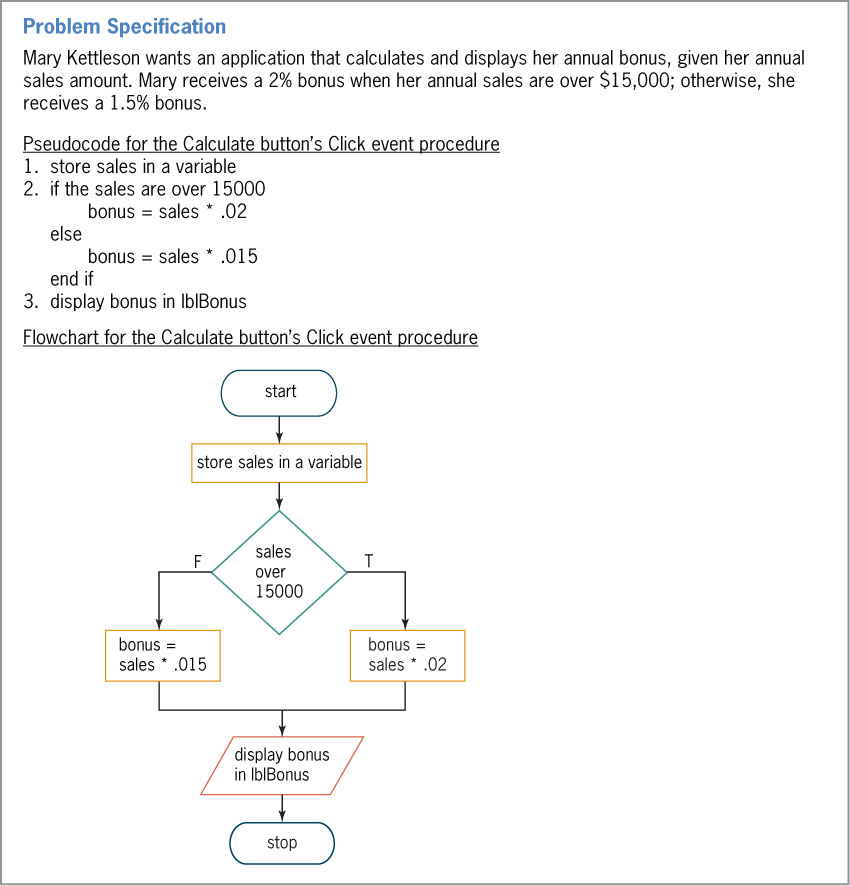 Problem Specification
Mary Kettleson wants an application that calculates and displays her annual bonus, given her annual
sales amount. Mary receives a 2% bonus when her annual sales are over $15,000; otherwise, she
receives a 1.5% bonus.
Pseudocode for the Calculate button's Click event procedure
1. store sales in a variable
2. if the sales are over 15000
bonus = sales * .02
else
bonus = sales * .015
end if
3. display bonus in lblBonus
Flowchart for the Calculate button's Click event procedure
start
store sales in a variable
F
sales
over
15000
T
bonus =
sales * .015
bonus =
sales * .02
display bonus
in lblBonus
stop